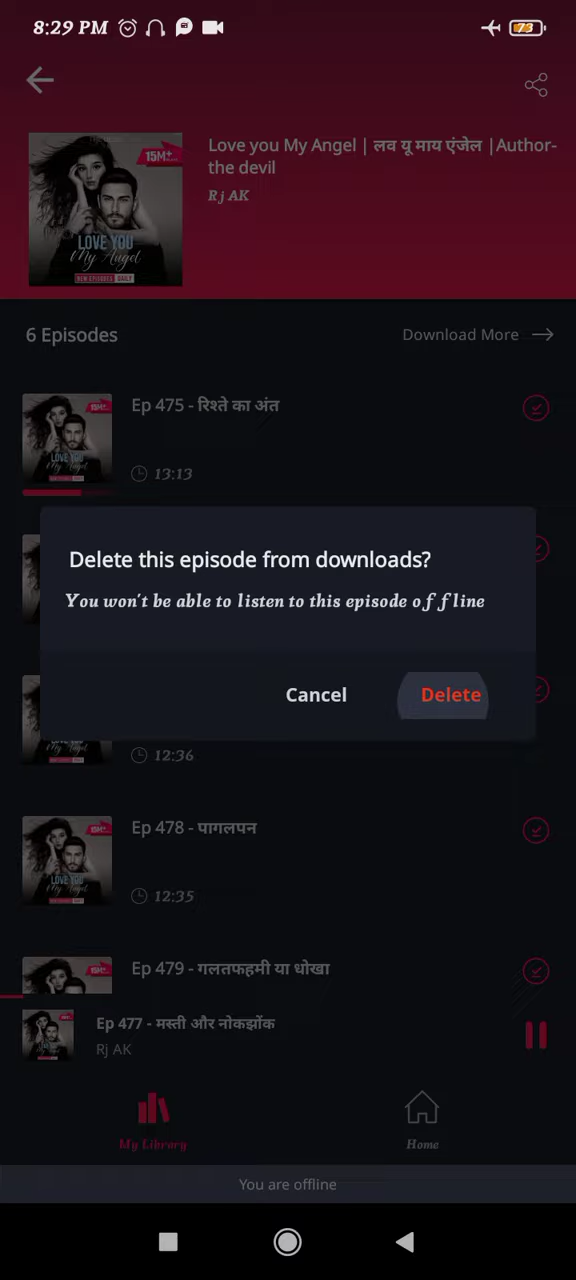 8:29 PM
73
15M+
LOVE YOU
My Angel
NEW EPISODES DAILY
Love you My Angel | लव यू माय एंजेल |Author-
the devil
Rj AK
6 Episodes
Download More
Ep 475 - रिश्ते का अंत
13:13
Delete this episode from downloads?
You won't be able to listen to this episode offline
Cancel
Delete
12:36
Ep 478 - पागलपन
12:35
Ep 479 - गलतफहमी या धोखा
Ep 477 - मस्ती और नोकझोंक
Rj AK
My Library
Home
You are offline